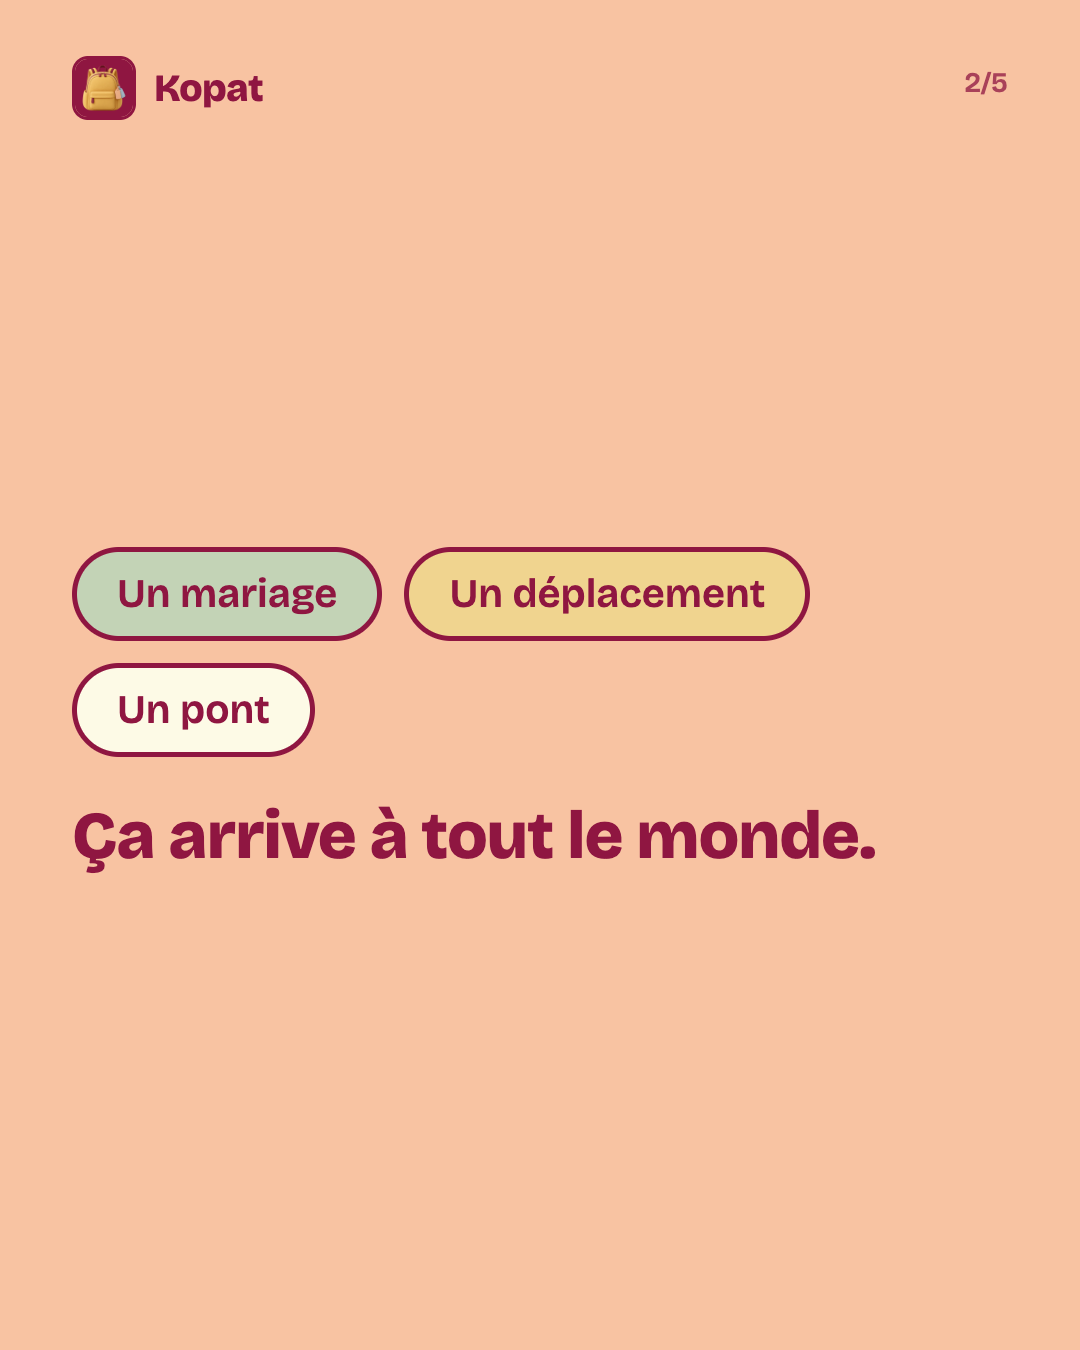 Kopat
2/5
Un mariage
Un déplacement
Un pont
Ça arrive à tout le monde.